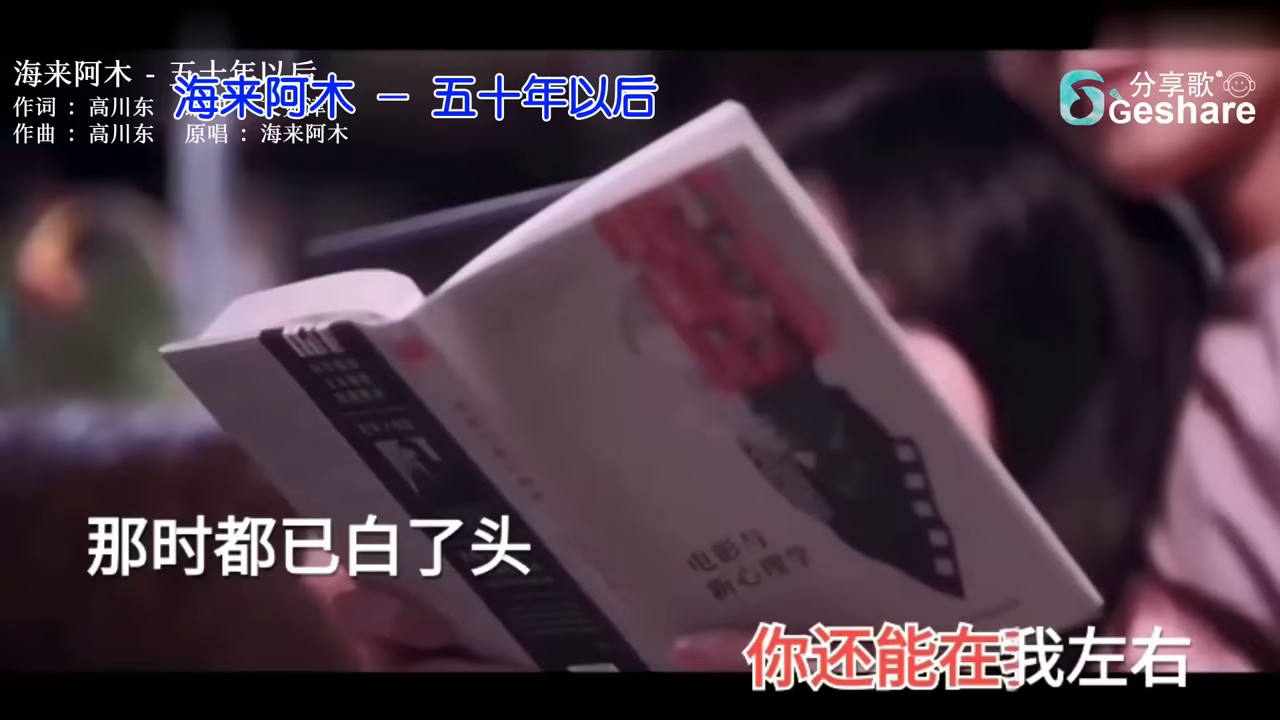 海来阿木 - 五十年以后
海来阿木 - 五十年以后
作词 : 高川东
作曲 : 高川东 原唱 : 海来阿木
分享歌
Geshare
电影与
新心理学
那时都已白了头
你还能在我左右